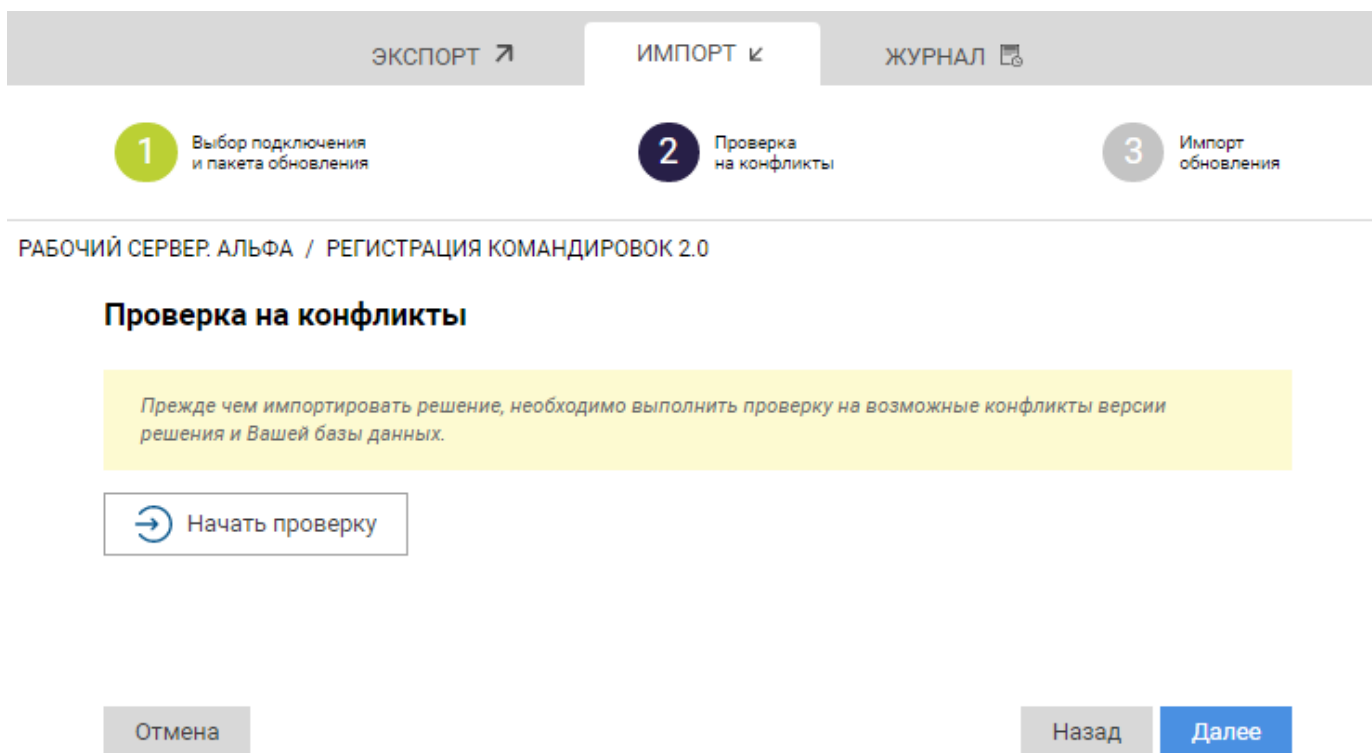 ЭКСПОРТ ИМПОРТ ЖУРНАЛ
1 Выбор подключения
и пакета обновления
2 Проверка
на конфликты
3 Импорт
обновления
РАБОЧИЙ СЕРВЕР. АЛЬФА / РЕГИСТРАЦИЯ КОМАНДИРОВОК 2.0
Проверка на конфликты
Прежде чем импортировать решение, необходимо выполнить проверку на возможные конфликты версии
решения и Вашей базы данных.
Начать проверку
Отмена Назад Далее